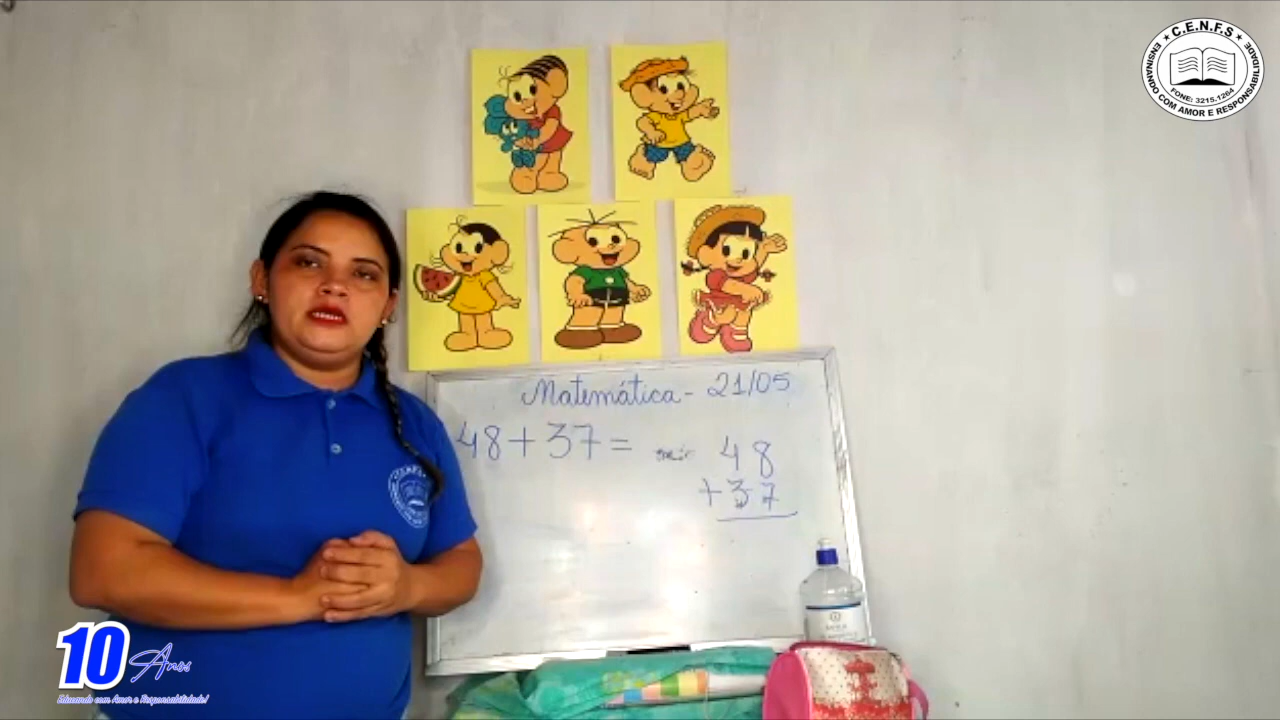 ★ C.E.N.F.S ★
ENSINANDO COM AMOR E RESPONSABILIDADE
FONE: 3215.1264
Matemática - 21/05
48+37=
48
+37
C.E.N.F.S
10 Anos
Educando com Amor e Responsabilidade!